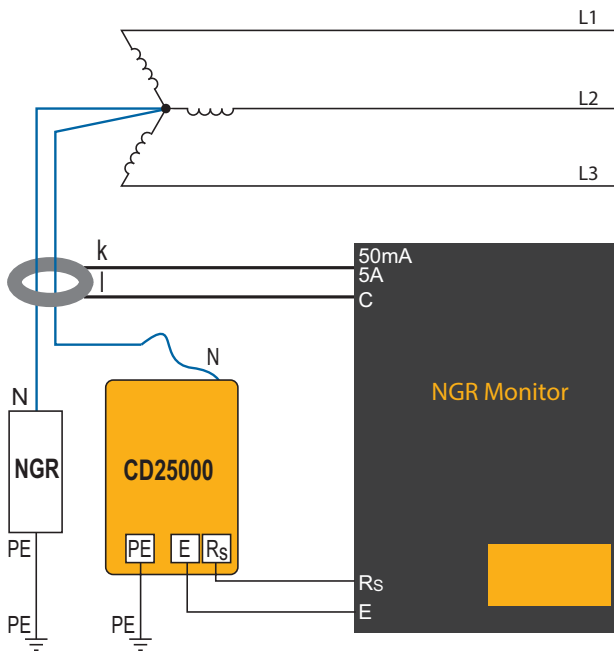 L1
L2
L3
k
l
50mA
5A
C
N
N
NGR Monitor
NGR
CD25000
PE
PE
E
Rs
Rs
E
PE
PE